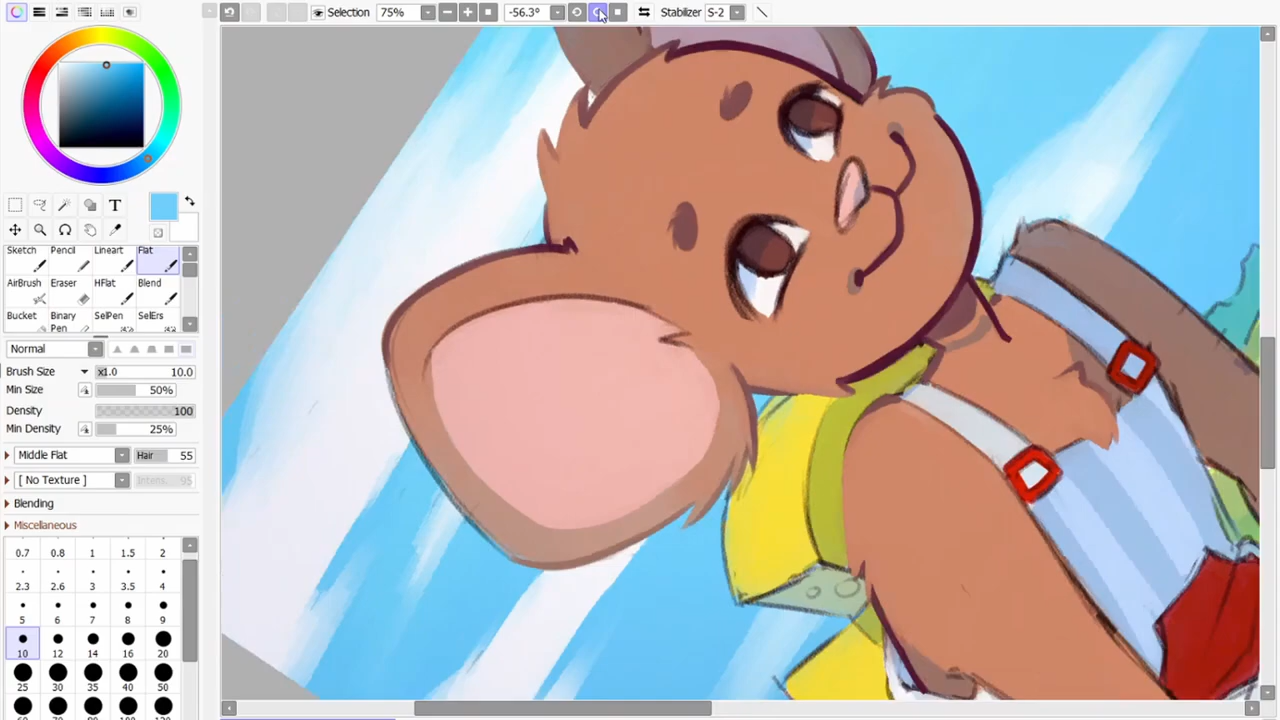 Selection 75% -56.3° Stabilizer S-2
T
Sketch Pencil Lineart Flat
AirBrush Eraser HFlat Blend
Bucket Binary Pen SelPen SelErs
Normal
Brush Size x1.0 10.0
Min Size 50%
Density 100
Min Density 25%
Middle Flat Hair 55
[ No Texture ] Intens. 95
Blending
Miscellaneous
0.7 0.8 1 1.5 2
2.3 2.6 3 3.5 4
5 6 7 8 9
10 12 14 16 20
25 30 35 40 50